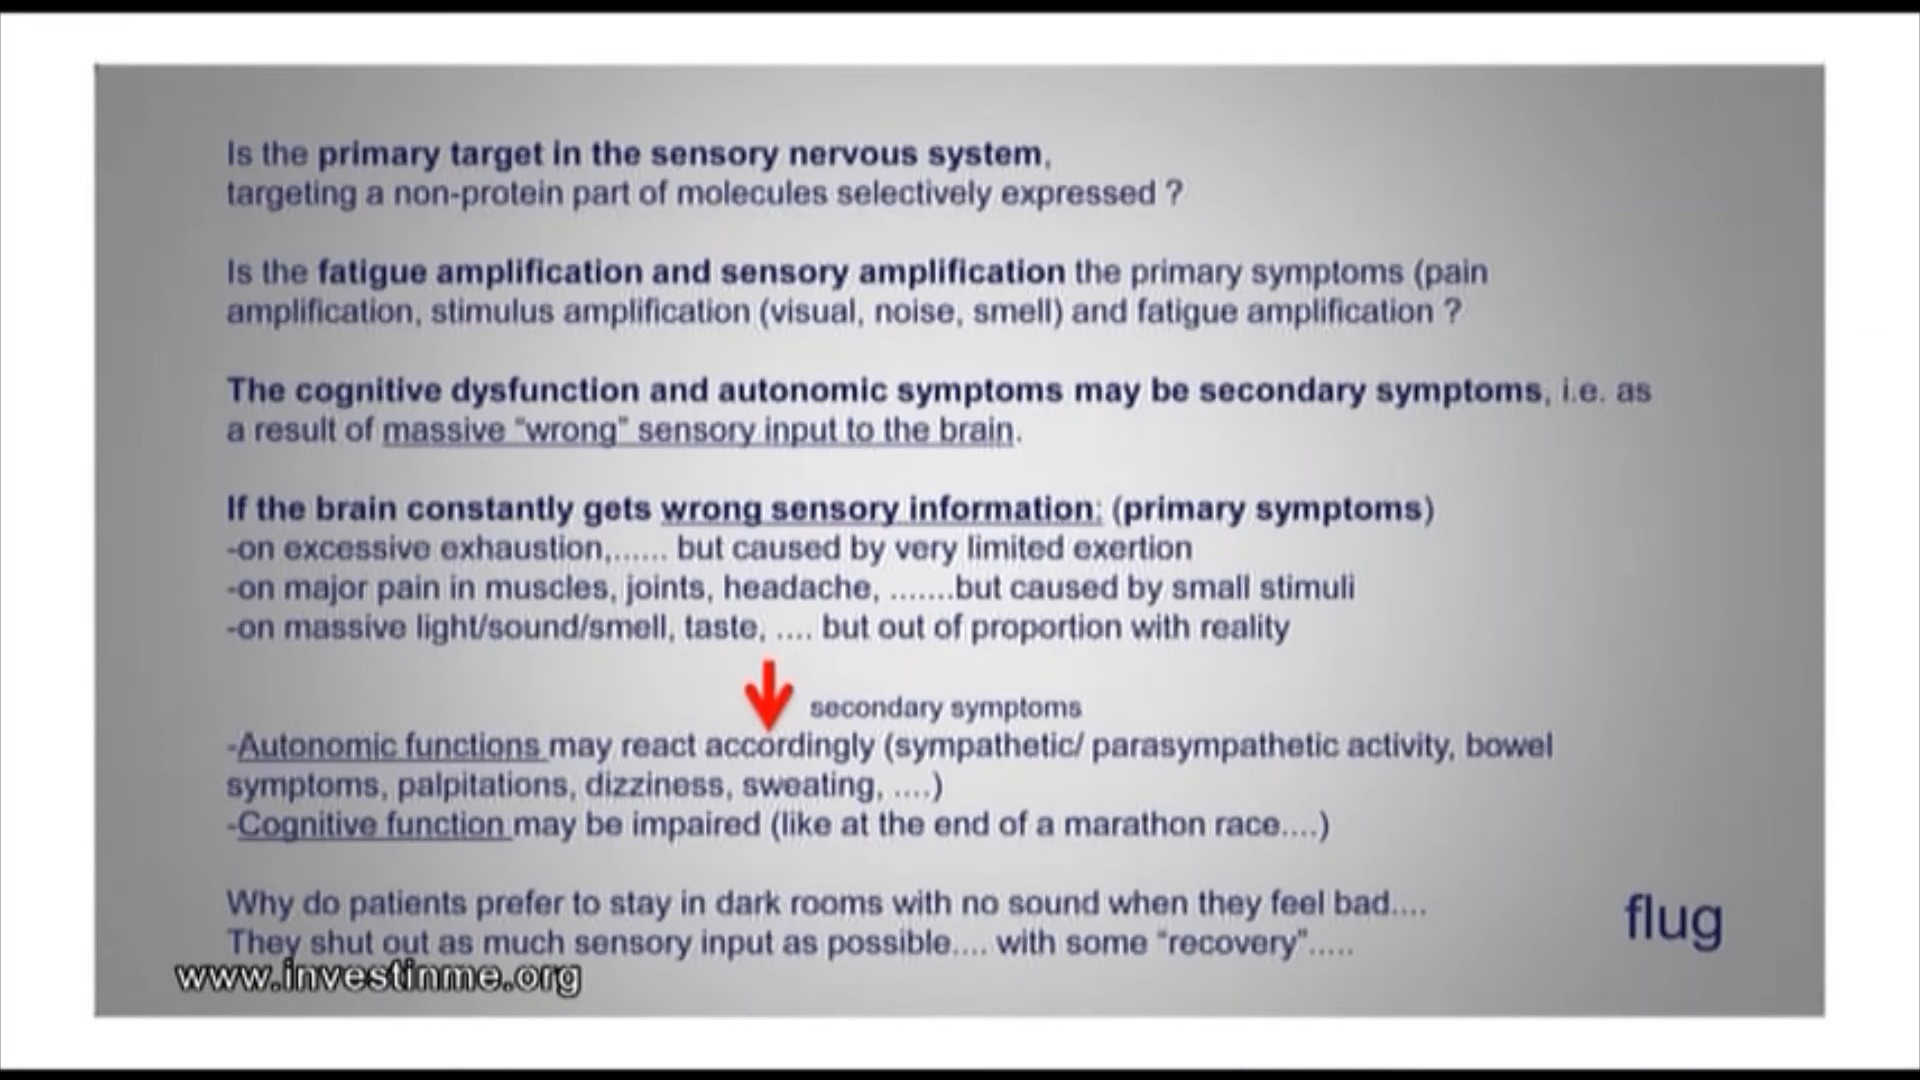 Is the primary target in the sensory nervous system,
targeting a non-protein part of molecules selectively expressed ?
Is the fatigue amplification and sensory amplification the primary symptoms (pain
amplification, stimulus amplification (visual, noise, smell) and fatigue amplification ?
The cognitive dysfunction and autonomic symptoms may be secondary symptoms, i.e. as
a result of massive “wrong” sensory input to the brain.
If the brain constantly gets wrong sensory information: (primary symptoms)
-on excessive exhaustion,...... but caused by very limited exertion
-on major pain in muscles, joints, headache, .......but caused by small stimuli
-on massive light/sound/smell, taste, .... but out of proportion with reality
secondary symptoms
-Autonomic functions may react accordingly (sympathetic/ parasympathetic activity, bowel
symptoms, palpitations, dizziness, sweating, ....)
-Cognitive function may be impaired (like at the end of a marathon race....)
Why do patients prefer to stay in dark rooms with no sound when they feel bad....
They shut out as much sensory input as possible.... with some “recovery”.....
flug
www.investinme.org